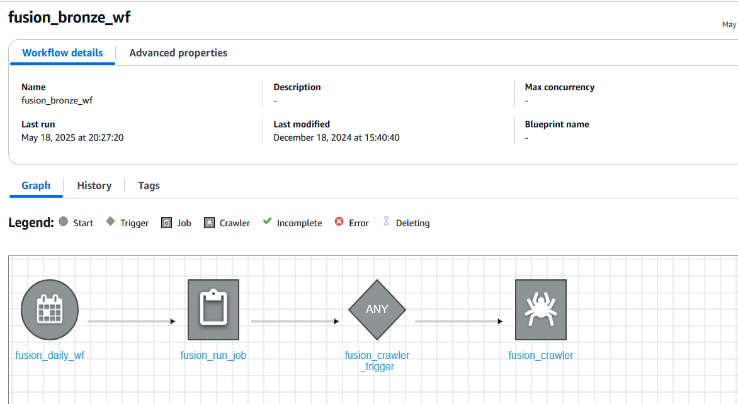 fusion_bronze_wf
May
Workflow details
Advanced properties
Name
Description
Max concurrency
fusion_bronze_wf
-
-
Last run
Last modified
Blueprint name
May 18, 2025 at 20:27:20
December 18, 2024 at 15:40:40
-
Graph
History
Tags
Legend: Start Trigger Job Crawler Incomplete Error Deleting
ANY
fusion_daily_wf
fusion_run_job
fusion_crawler
_trigger
fusion_crawler